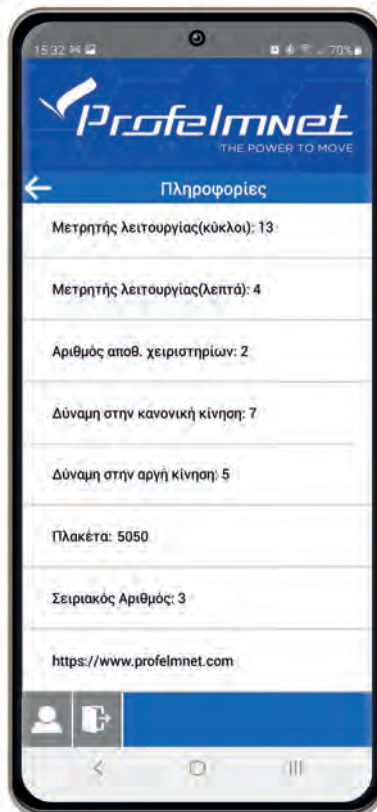 15:32
70%
Profelmnet
THE POWER TO MOVE
Πληροφορίες
Μετρητής λειτουργίας(κύκλοι): 13
Μετρητής λειτουργίας(λεπτά): 4
Αριθμός αποθ. χειριστηρίων: 2
Δύναμη στην κανονική κίνηση: 7
Δύναμη στην αργή κίνηση: 5
Πλακέτα: 5050
Σειριακός Αριθμός: 3
https://www.profelmnet.com